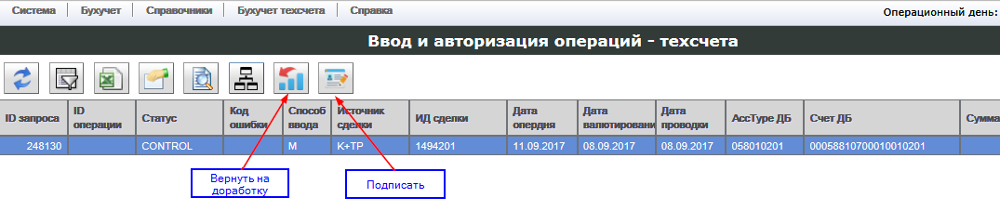 Система Бухучет Справочники Бухучет техсчета Справка Операционный день:
Ввод и авторизация операций - техсчета
ID запроса ID операции Статус Код ошибки Способ ввода Источник сделки ИД сделки Дата опердня Дата валютировани Дата проводки AccType ДБ Счет ДБ Сумма
248130 CONTROL M K+TP 1494201 11.09.2017 08.09.2017 08.09.2017 058010201 00058810700010010201
Вернуть на
доработку
Подписать